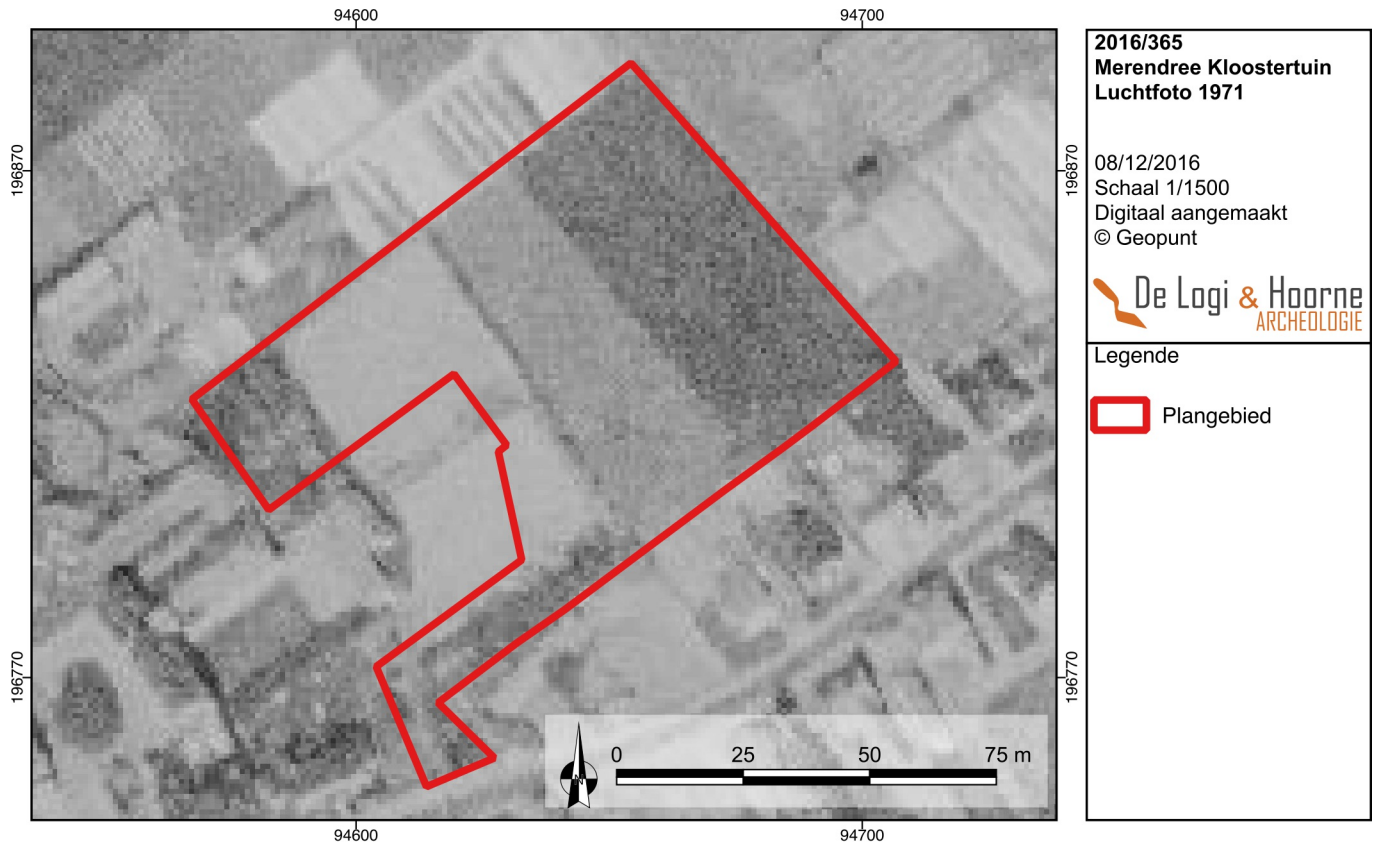 94600
94700
196870
196870
196770
196770
94600
94700
N
0 25 50 75 m
2016/365
Merendree Kloostertuin
Luchtfoto 1971
08/12/2016
Schaal 1/1500
Digitaal aangemaakt
© Geopunt
De Logi & Hoorne
ARCHEOLOGIE
Legende
Plangebied